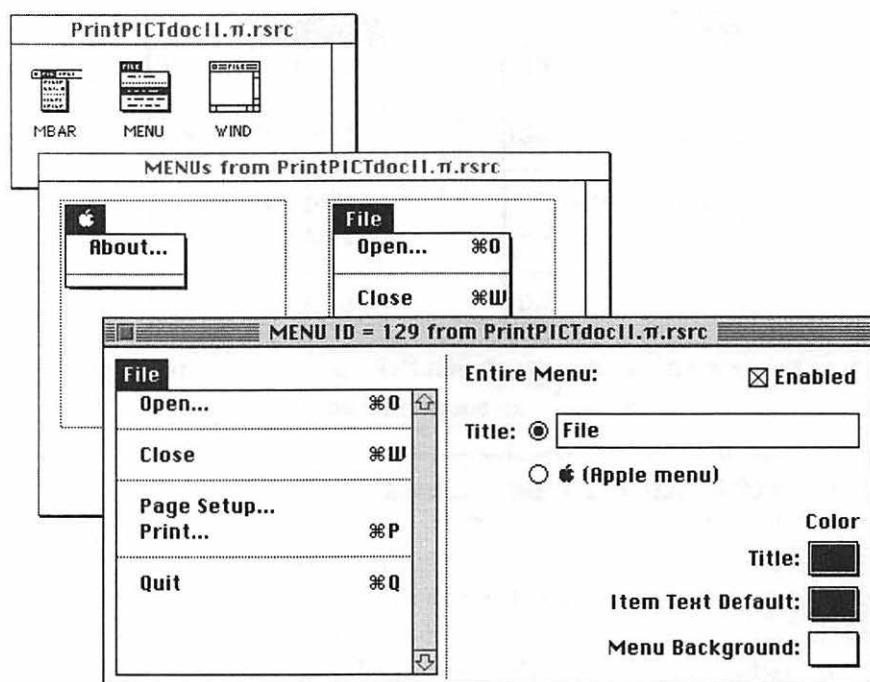 PrintPICTdocII.π.rsrc
FILE
FILE
MBAR MENU WIND
MENUs from PrintPICTdocII.π.rsrc
About...
File
Open... ⌘O
Close ⌘W
MENU ID = 129 from PrintPICTdocII.π.rsrc
File
Open... ⌘O
Close ⌘W
Page Setup...
Print... ⌘P
Quit ⌘Q
Entire Menu: ☒ Enabled
Title: ◉ File
○  (Apple menu)
Color
Title:
Item Text Default:
Menu Background: